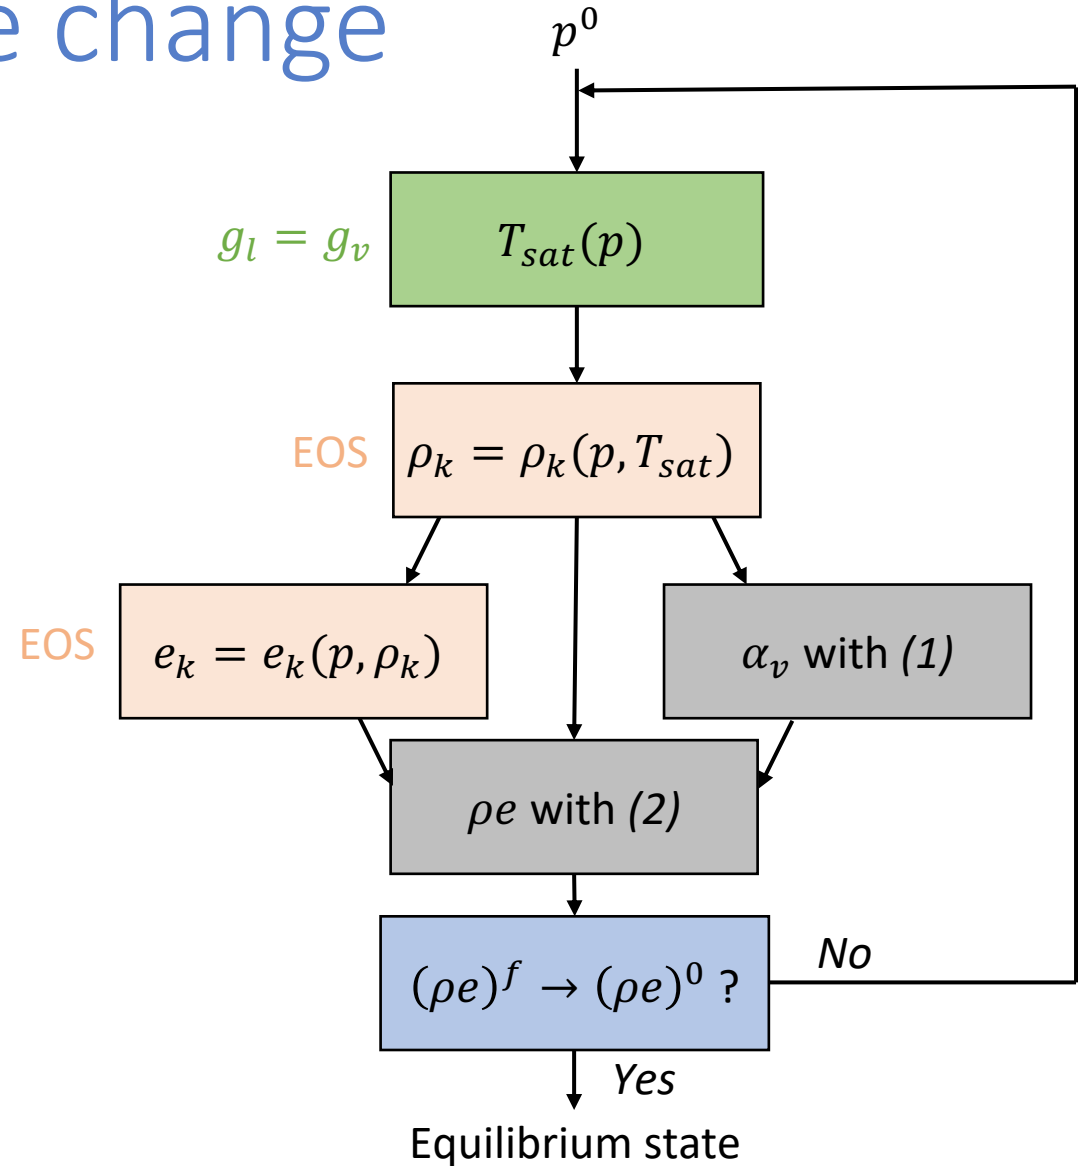 e change
p⁰
g_l = g_v
T_sat(p)
EOS
ρ_k = ρ_k(p, T_sat)
EOS
e_k = e_k(p, ρ_k)
α_v with (1)
ρe with (2)
(ρe)^f → (ρe)⁰ ?
No
Yes
Equilibrium state